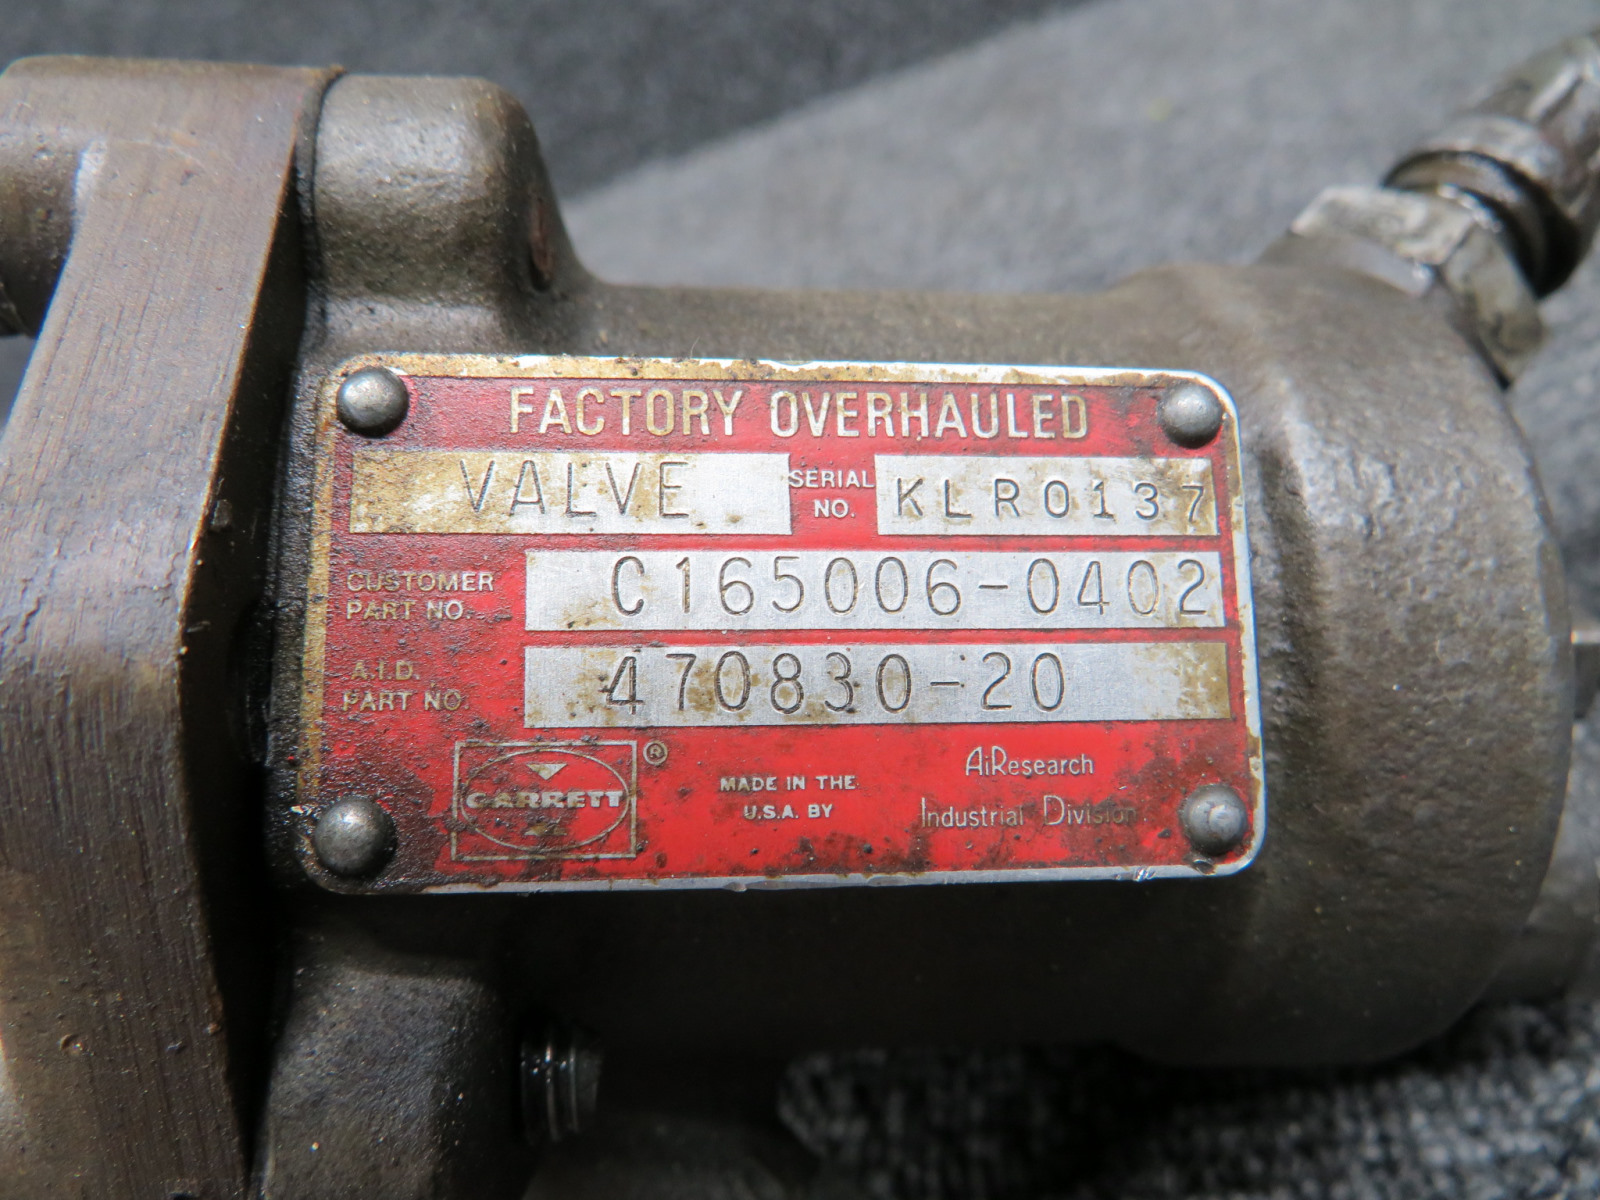 FACTORY OVERHAULED
VALVE SERIAL NO. KLR0137
CUSTOMER PART NO. C165006-0402
A.I.D. PART NO. 470830-20
GARRETT ®
MADE IN THE
U.S.A. BY
AiResearch
Industrial Division